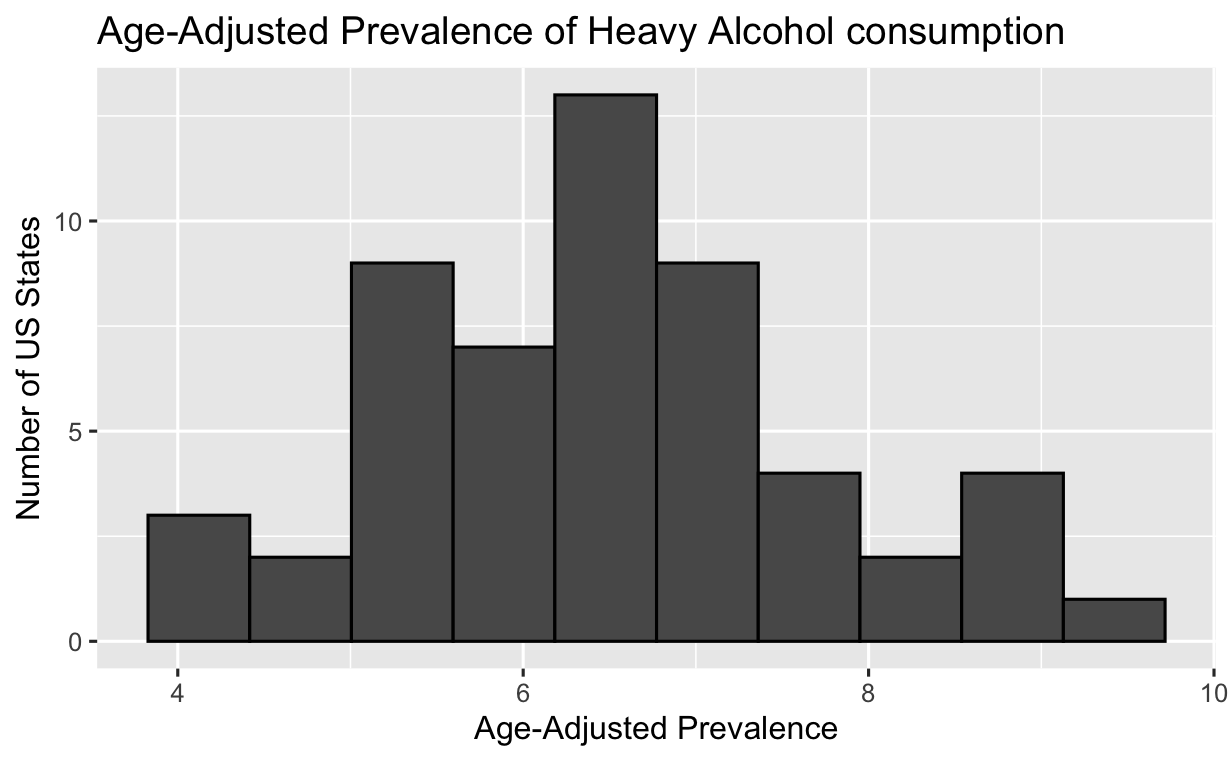 Age-Adjusted Prevalence of Heavy Alcohol consumption
Number of US States
10
5
0
4
6
8
10
Age-Adjusted Prevalence